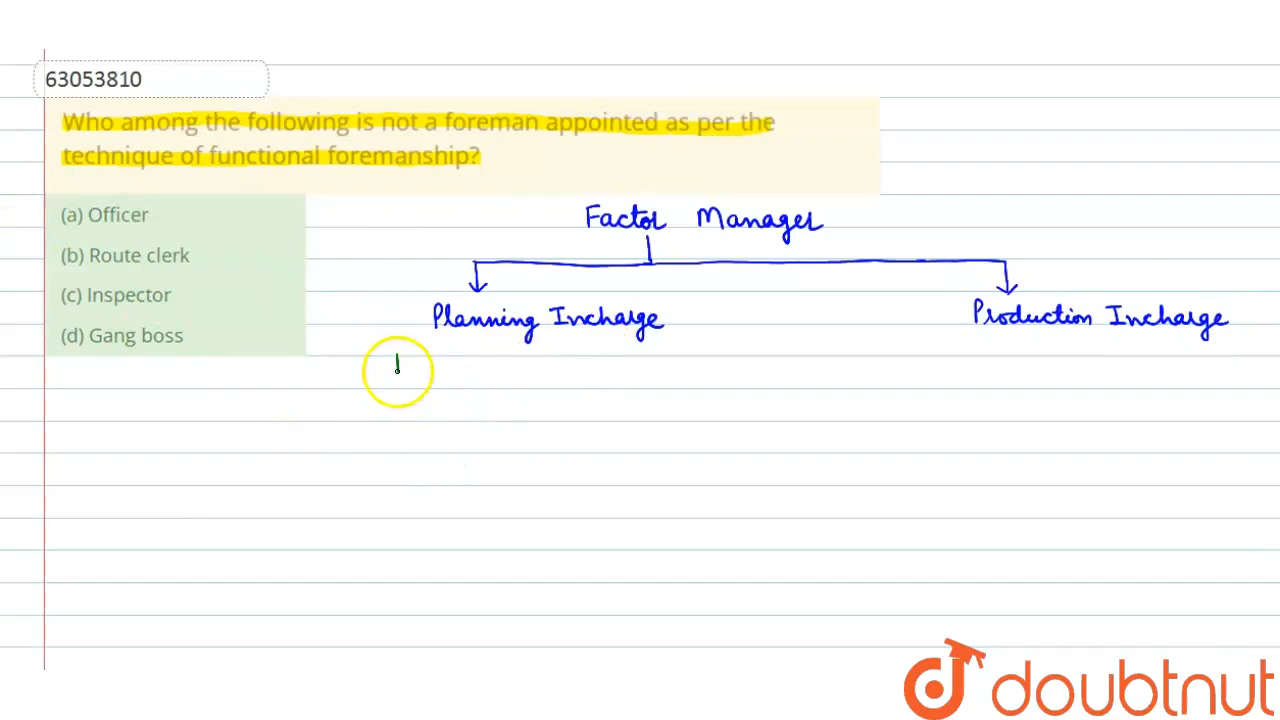 63053810
Who among the following is not a foreman appointed as per the
technique of functional foremanship?
(a) Officer
(b) Route clerk
(c) Inspector
(d) Gang boss
Factor Manager
Planning Incharge
Production Incharge
doubtnut